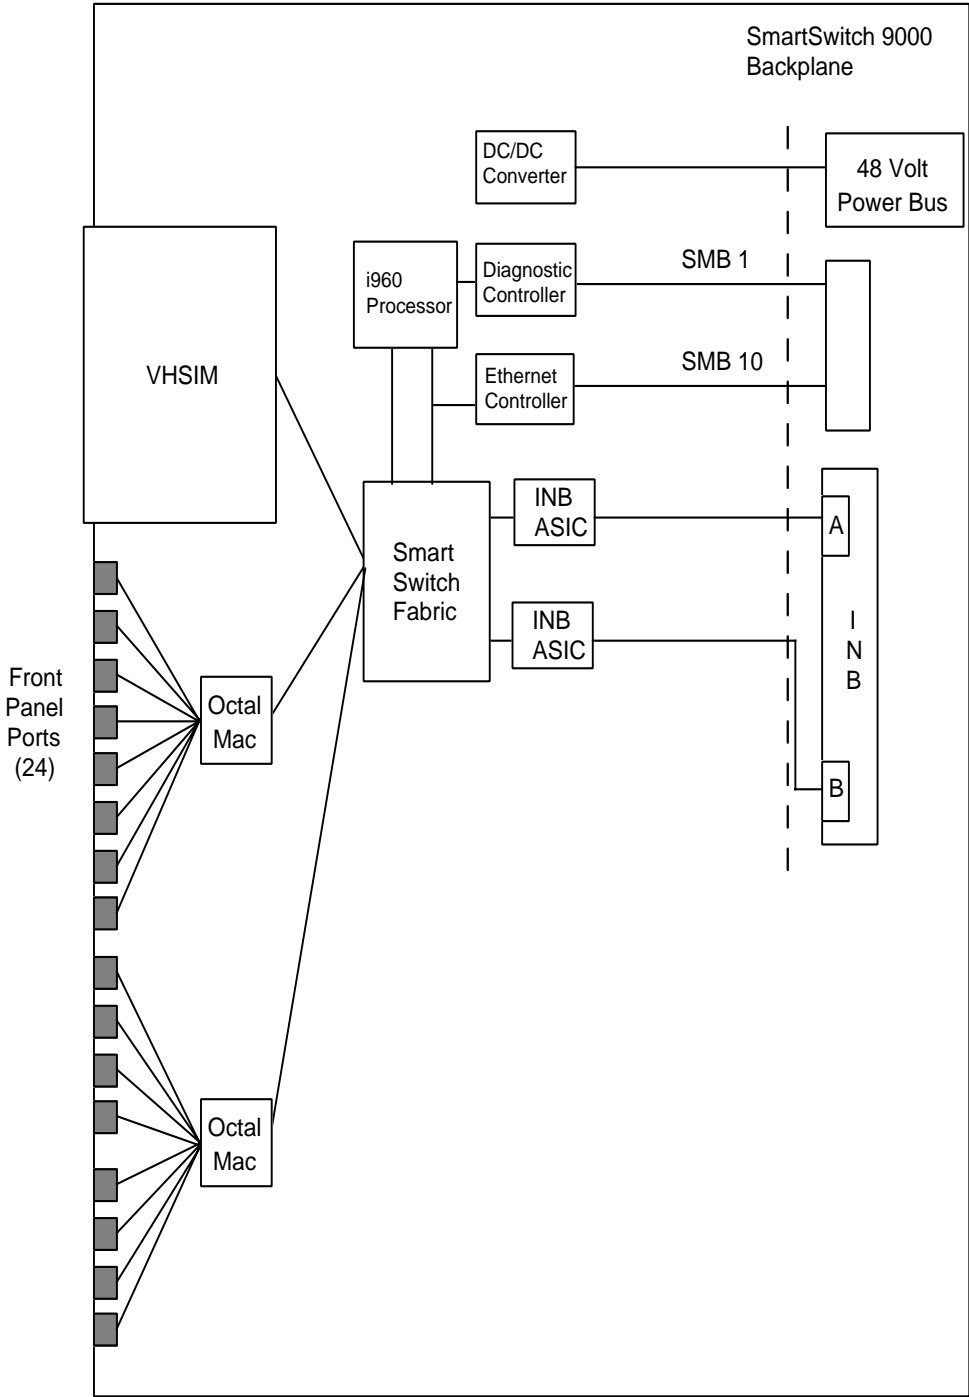 SmartSwitch 9000
Backplane
DC/DC
Converter
48 Volt
Power Bus
i960
Processor
Diagnostic
Controller
SMB 1
VHSIM
Ethernet
Controller
SMB 10
INB
ASIC
A
Smart
Switch
Fabric
INB
ASIC
I
N
B
Front
Panel
Ports
(24)
Octal
Mac
B
Octal
Mac